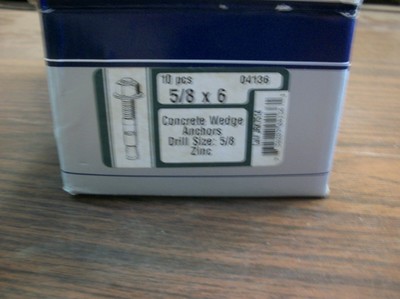 10 pcs 04136
5/8 x 6
Concrete Wedge
Anchors
Drill Size: 5/8
Zinc